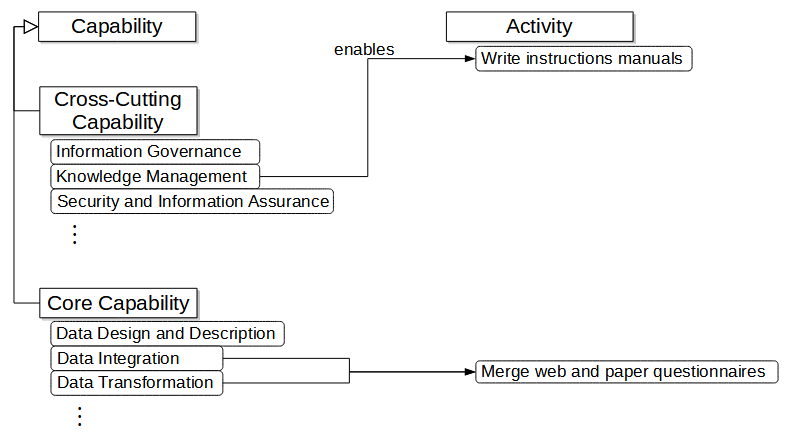 Capability
Activity
enables
Write instructions manuals
Cross-Cutting
Capability
Information Governance
Knowledge Management
Security and Information Assurance
Core Capability
Data Design and Description
Data Integration
Data Transformation
Merge web and paper questionnaires